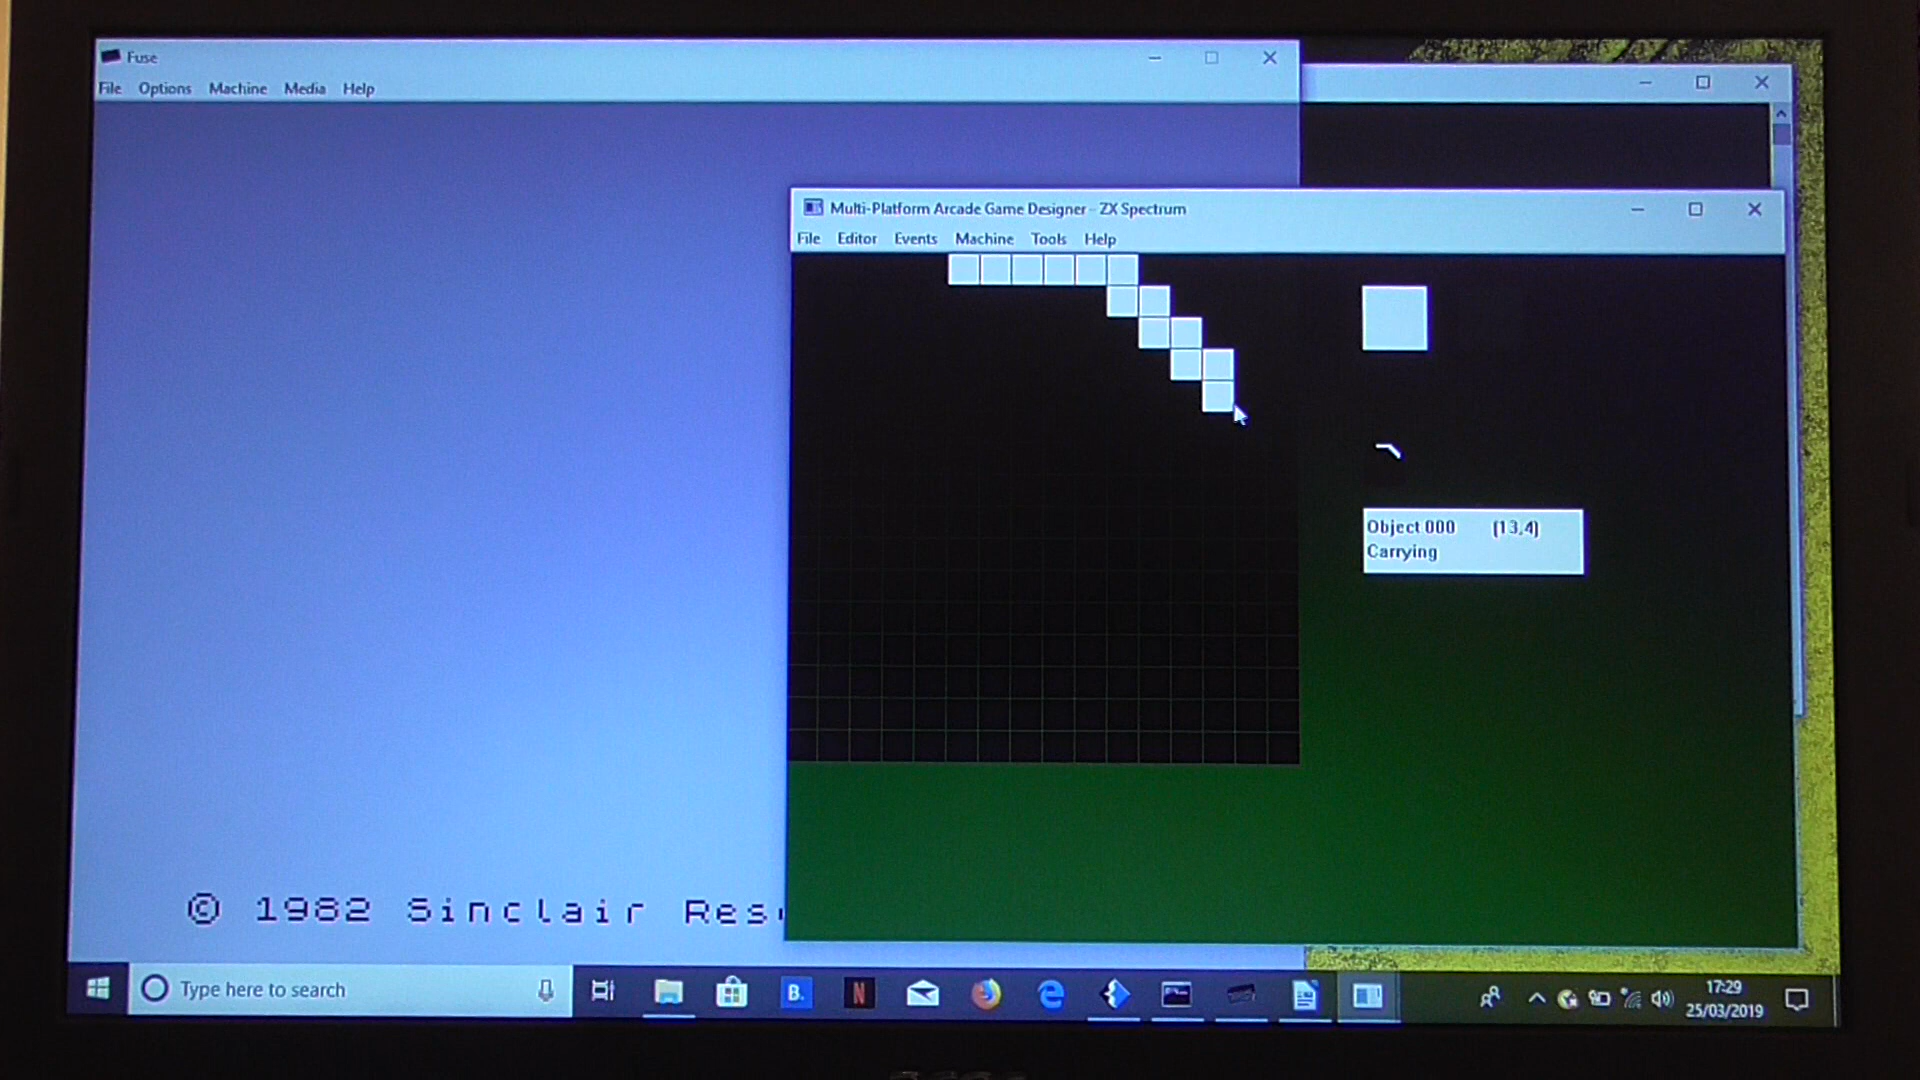 Fuse
File Options Machine Media Help
Multi-Platform Arcade Game Designer - ZX Spectrum
File Editor Events Machine Tools Help
Object 000 (13,4)
Carrying
© 1982 Sinclair Res
Type here to search
B.
N
17:29
25/03/2019